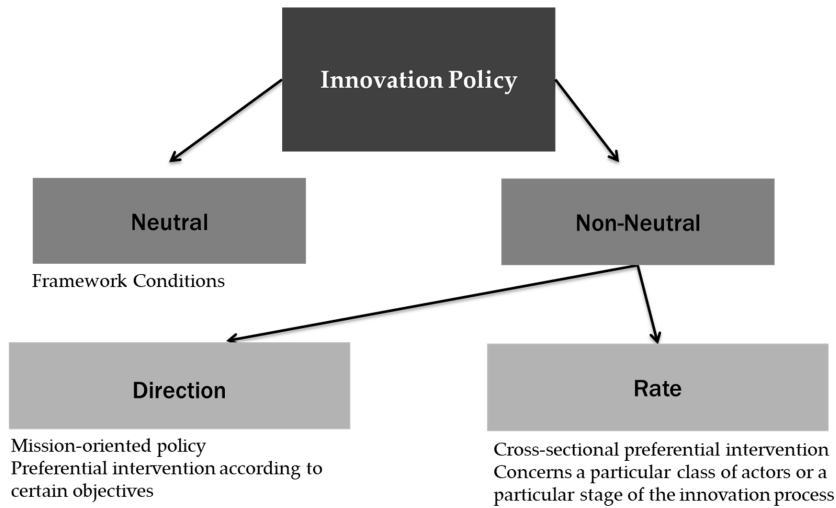 Innovation Policy
Neutral
Non-Neutral
Framework Conditions
Direction
Rate
Mission-oriented policy
Preferential intervention according to
certain objectives
Cross-sectional preferential intervention
Concerns a particular class of actors or a
particular stage of the innovation process